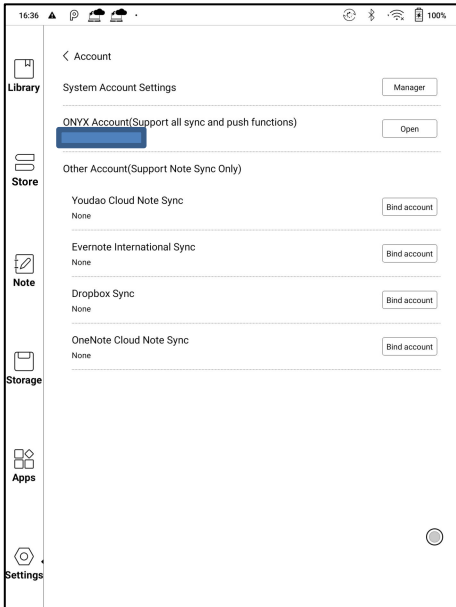 16:36
100%
Account
Library
System Account Settings
Manager
ONYX Account(Support all sync and push functions)
Open
Store
Other Account(Support Note Sync Only)
Youdao Cloud Note Sync
None
Bind account
Evernote International Sync
None
Bind account
Note
Dropbox Sync
None
Bind account
OneNote Cloud Note Sync
None
Bind account
Storage
Apps
Settings